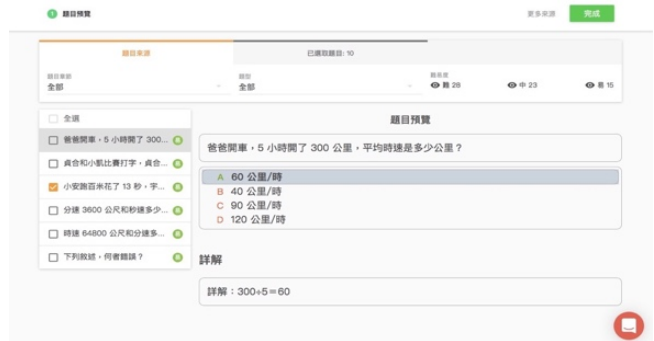 1 題目預覽
更多來源
完成
題目來源
已選取題目: 10
題目章節
全部
題型
全部
難易度
難 28
中 23
易 15
全選
爸爸開車，5 小時開了 300...
易
貞合和小凱比賽打字，貞合...
易
小安跑百米花了 13 秒，宇...
易
分速 3600 公尺和秒速多少...
易
時速 64800 公尺和分速多...
易
下列敘述，何者錯誤？
易
題目預覽
爸爸開車，5 小時開了 300 公里，平均時速是多少公里？
A 60 公里/時
B 40 公里/時
C 90 公里/時
D 120 公里/時
詳解
詳解：300÷5＝60